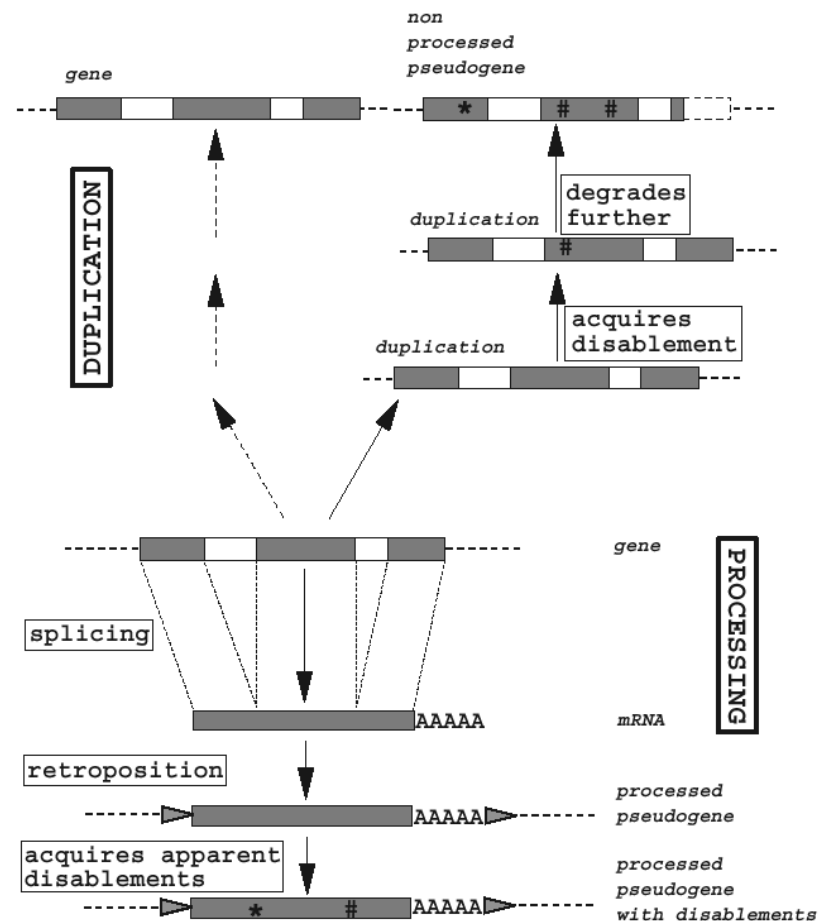 non
processed
pseudogene
gene
* # #
DUPLICATION
degrades
further
duplication
#
acquires
disablement
duplication
gene
PROCESSING
splicing
AAAAA
mRNA
retroposition
processed
AAAAA
pseudogene
acquires apparent
disablements
processed
pseudogene
* #
AAAAA
with disablements